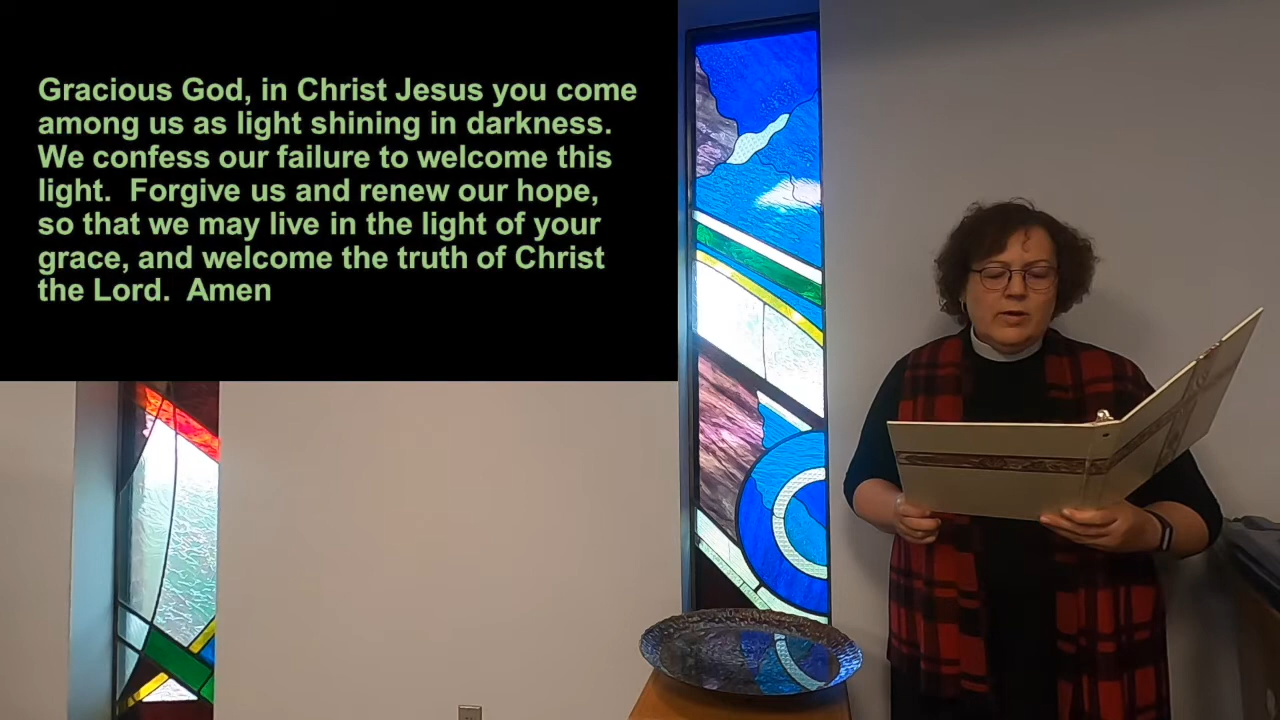 Gracious God, in Christ Jesus you come
among us as light shining in darkness.
We confess our failure to welcome this
light.  Forgive us and renew our hope,
so that we may live in the light of your
grace, and welcome the truth of Christ
the Lord.  Amen